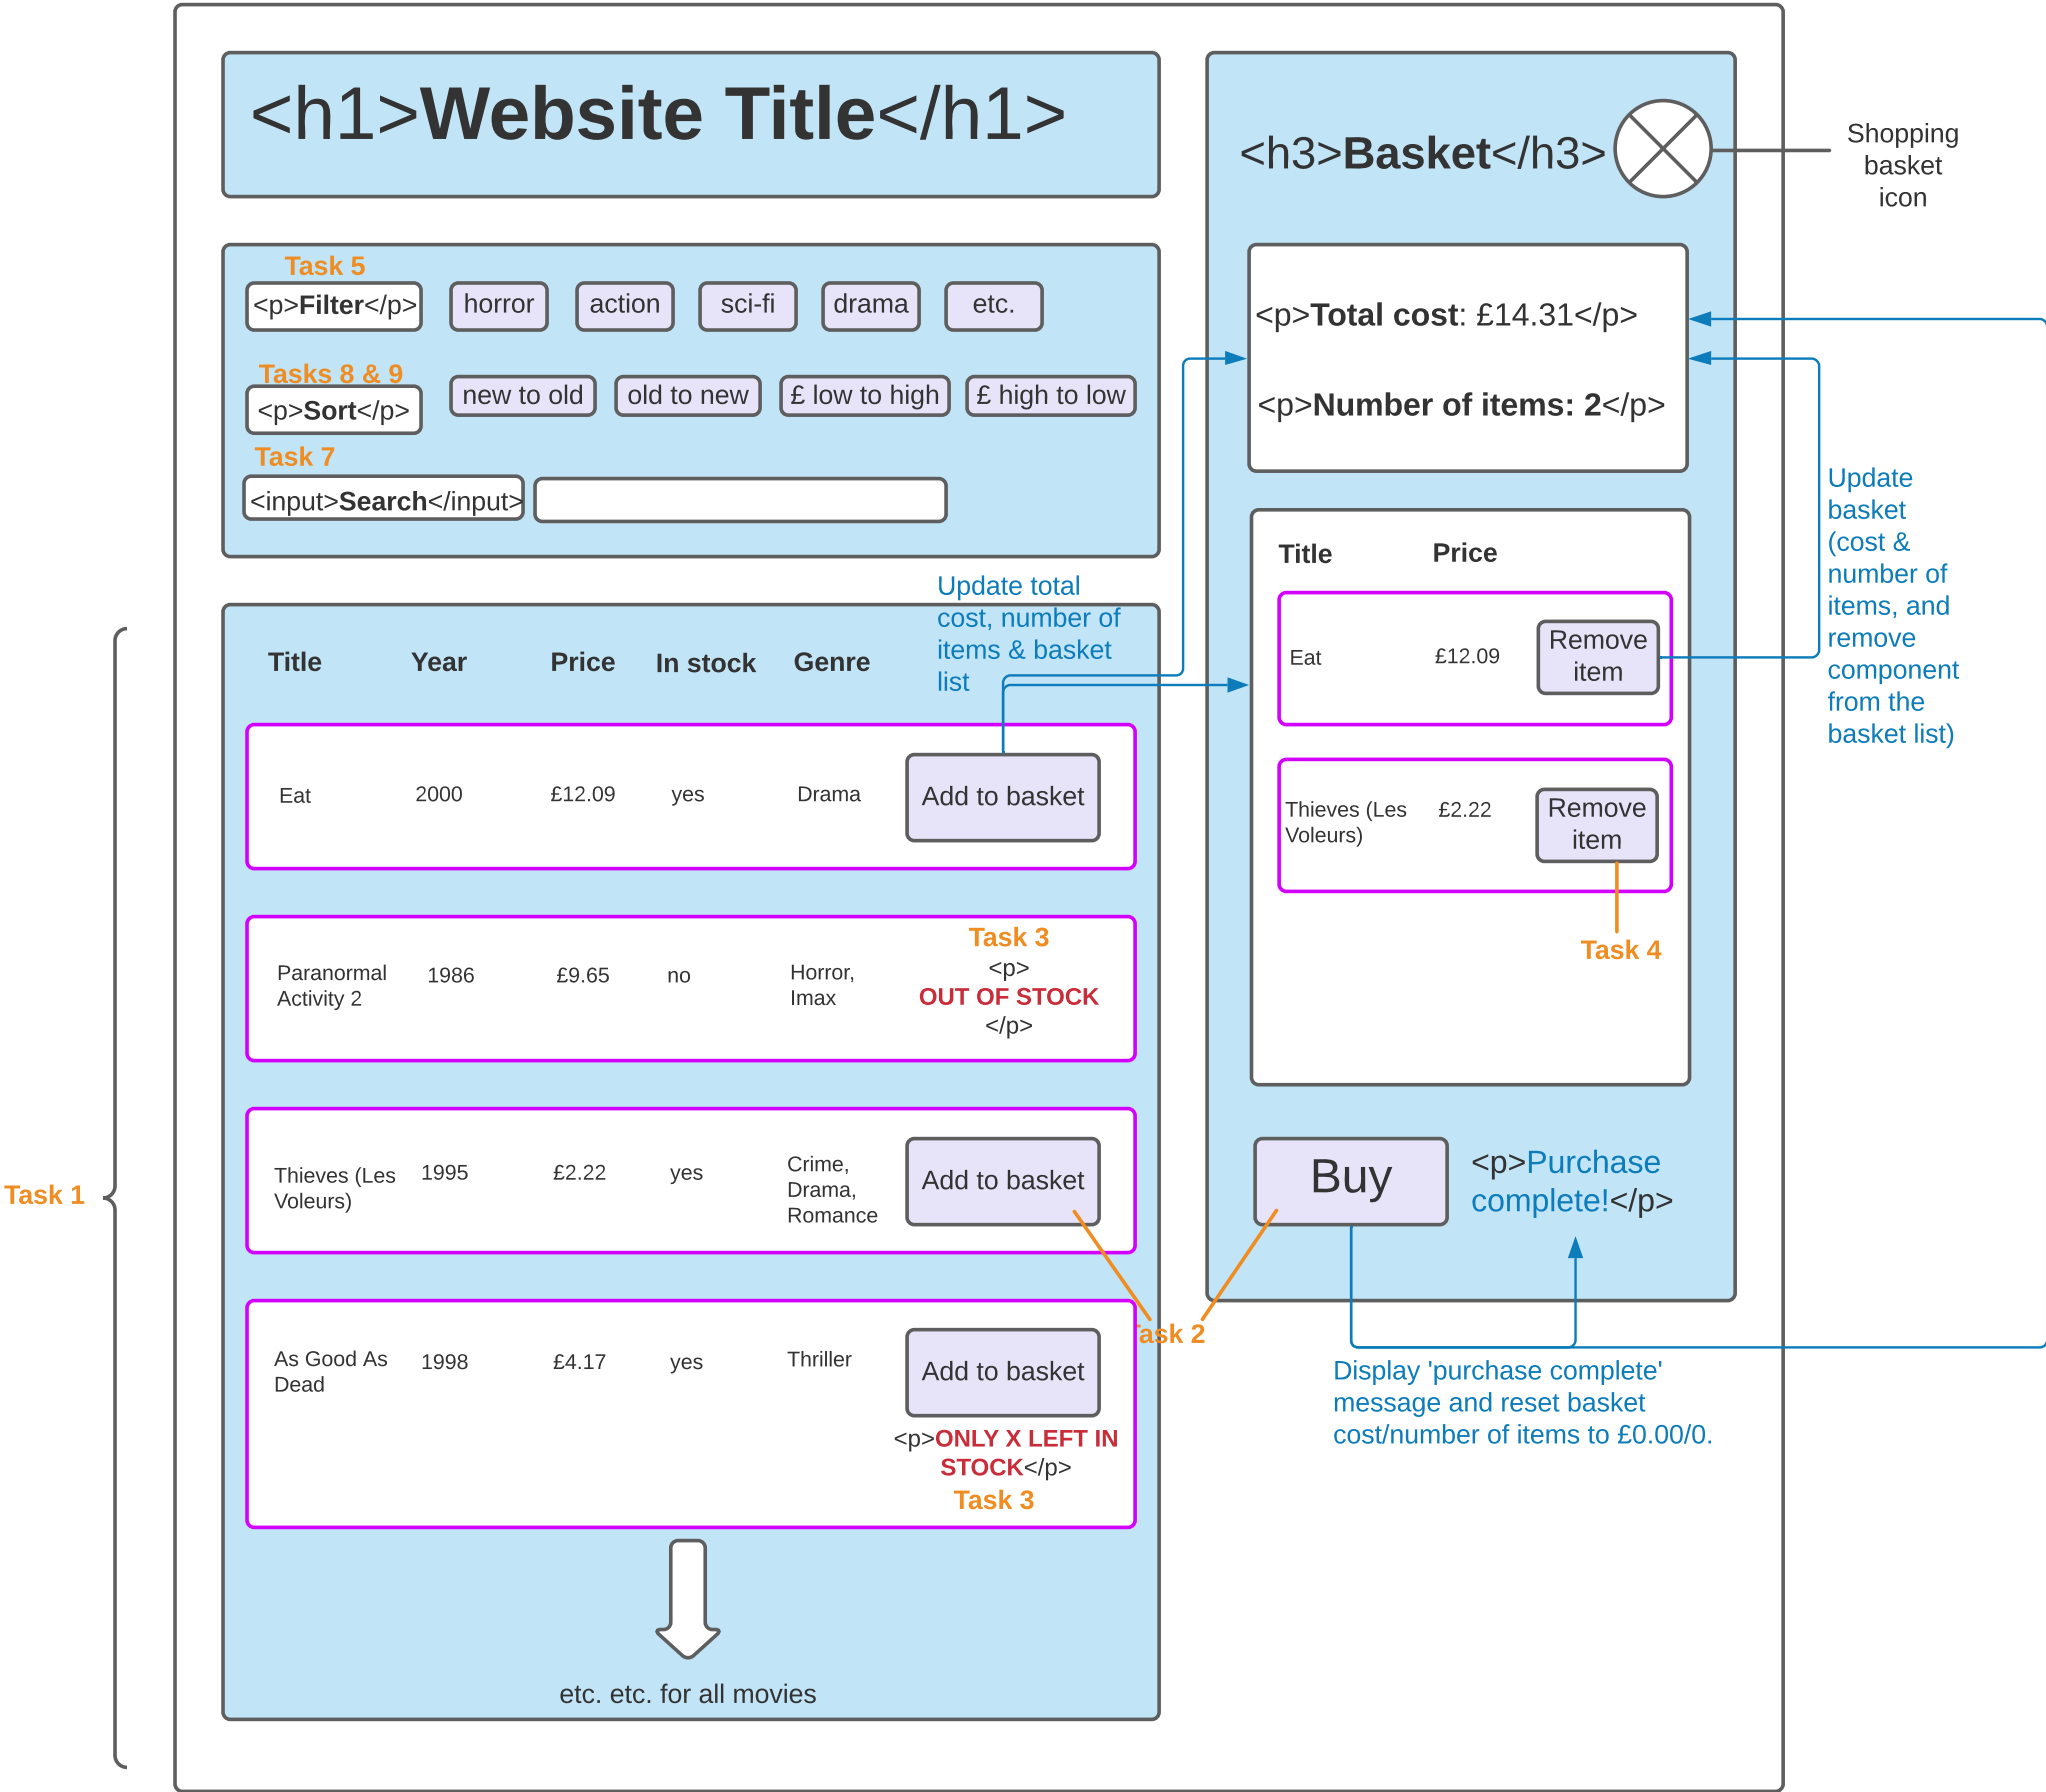 <h1>Website Title</h1>
Task 5
<p>Filter</p> horror action sci-fi drama etc.
Tasks 8 & 9
<p>Sort</p> new to old old to new £ low to high £ high to low
Task 7
<input>Search</input>
Update total
cost, number of
items & basket
list
Title Year Price In stock Genre
Eat 2000 £12.09 yes Drama Add to basket
Paranormal
Activity 2
1986 £9.65 no
Horror,
Imax
Task 3
<p>
OUT OF STOCK
</p>
Task 1
Thieves (Les
Voleurs)
1995 £2.22 yes
Crime,
Drama,
Romance
Add to basket
Task 2
As Good As
Dead
1998 £4.17 yes Thriller
Add to basket
<p>ONLY X LEFT IN
STOCK</p>
Task 3
etc. etc. for all movies
<h3>Basket</h3>
Shopping
basket
icon
<p>Total cost: £14.31</p>
<p>Number of items: 2</p>
Title Price
Eat £12.09
Remove
item
Update
basket
(cost &
number of
items, and
remove
component
from the
basket list)
Thieves (Les
Voleurs)
£2.22
Remove
item
Task 4
Buy
<p>Purchase
complete!</p>
Display 'purchase complete'
message and reset basket
cost/number of items to £0.00/0.